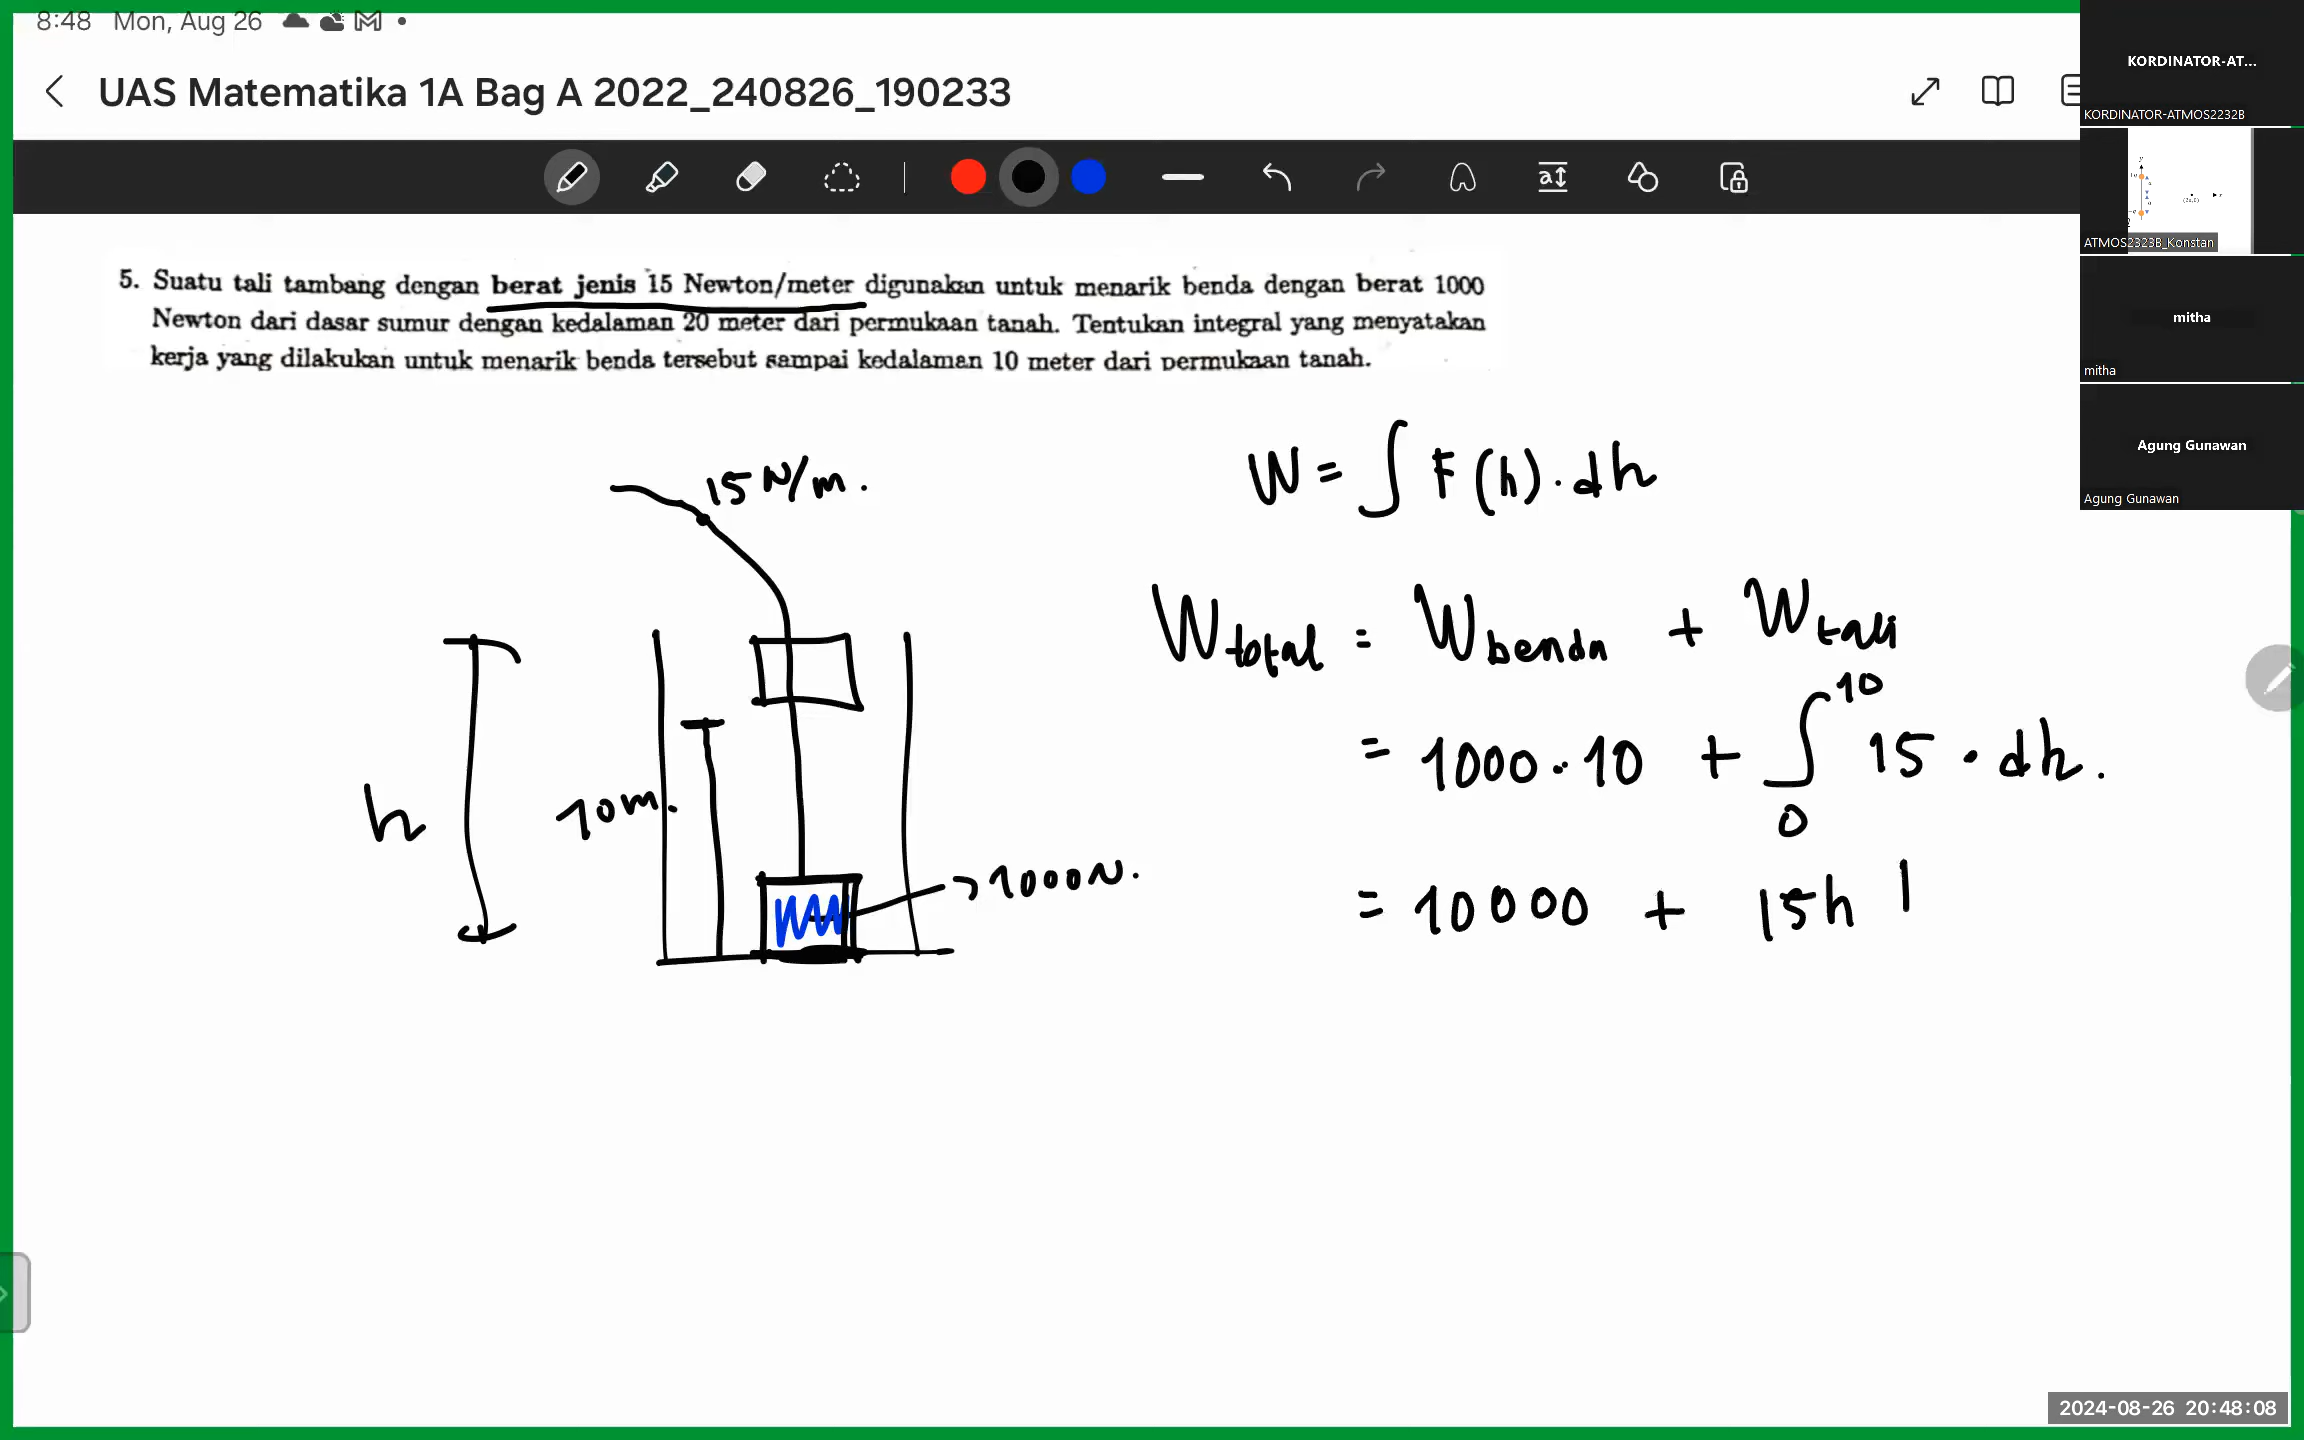 8:48 Mon, Aug 26
UAS Matematika 1A Bag A 2022_240826_190233
KORDINATOR-AT...
KORDINATOR-ATMOS2232B
ATMOS2323B_Konstan
mitha
mitha
Agung Gunawan
Agung Gunawan
5. Suatu tali tambang dengan berat jenis 15 Newton/meter digunakan untuk menarik benda dengan berat 1000
Newton dari dasar sumur dengan kedalaman 20 meter dari permukaan tanah. Tentukan integral yang menyatakan
kerja yang dilakukan untuk menarik benda tersebut sampai kedalaman 10 meter dari permukaan tanah.
15 N/m.
h
10m.
1000N.
W = ∫ F(h) . dh
W total = W benda + W tali
= 1000 . 10 + ∫₀¹⁰ 15 . dh.
= 10000 + 15h |
2024-08-26 20:48:08